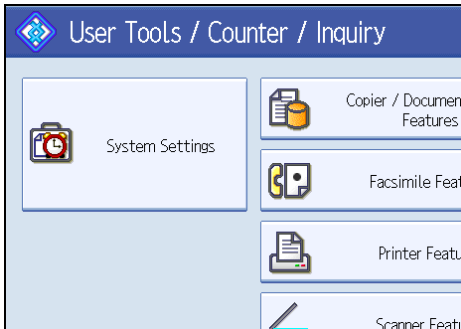 User Tools / Counter / Inquiry
System Settings
Copier / Documen
Features
Facsimile Feat
Printer Featu
Scanner Featu